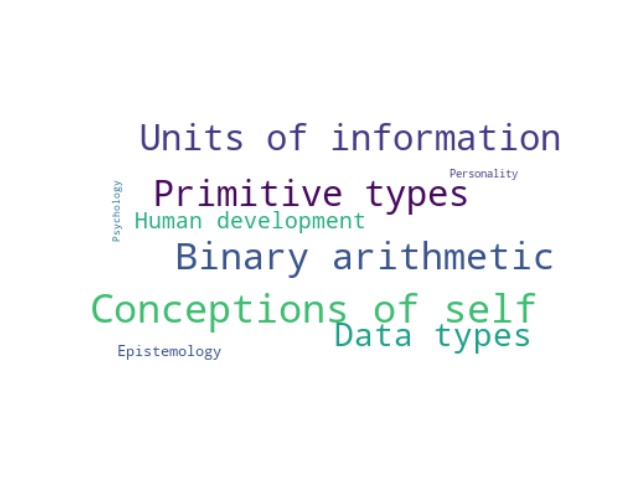 Units of information
Personality
Primitive types
Psychology
Human development
Binary arithmetic
Conceptions of self
Data types
Epistemology